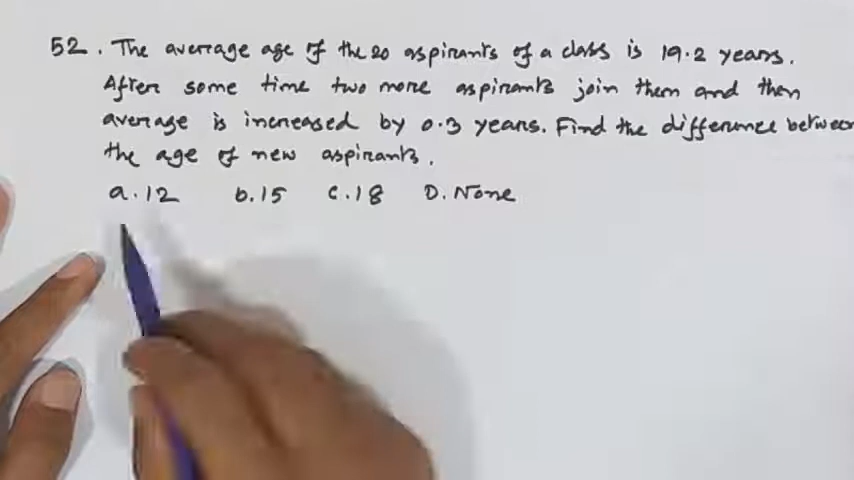 52. The average age of the 20 aspirants of a class is 19.2 years.
After some time two more aspirants join them and then
average is increased by 0.3 years. Find the difference between
the age of new aspirants.
a.12 b.15 c.18 D.None